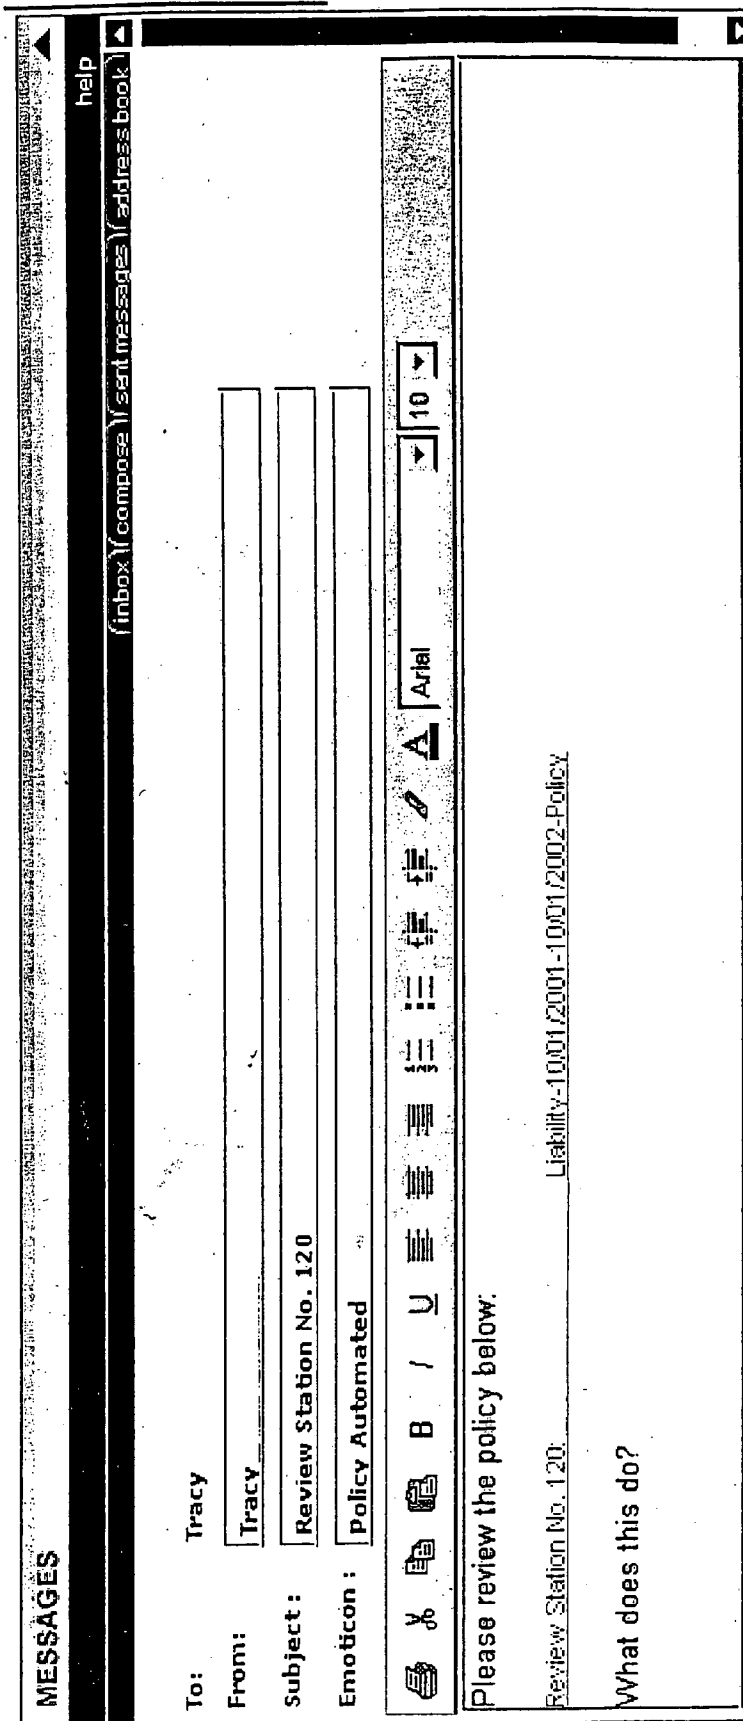 MESSAGES
help
inbox compose sent messages address book
To: Tracy
From: Tracy
Subject: Review Station No. 120
Emoticon: Policy Automated
B I U A Arial 10
Please review the policy below:
Review Station No. 120: Liability-10/01/2001-10/01/2002-Policy
What does this do?